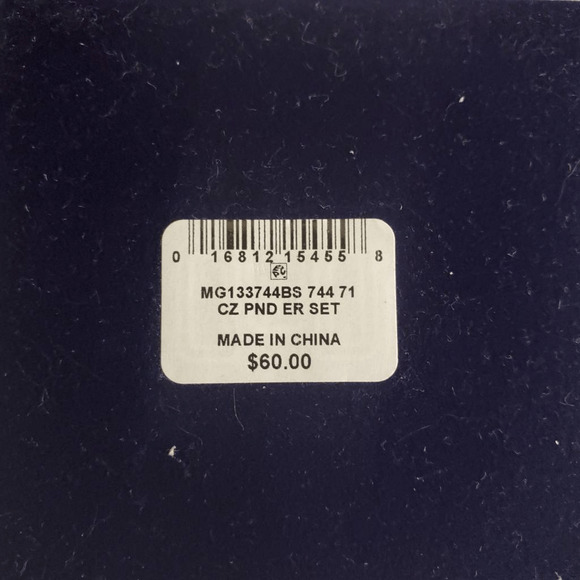 0 16812 15455 8
MG133744BS 744 71
CZ PND ER SET
MADE IN CHINA
$60.00